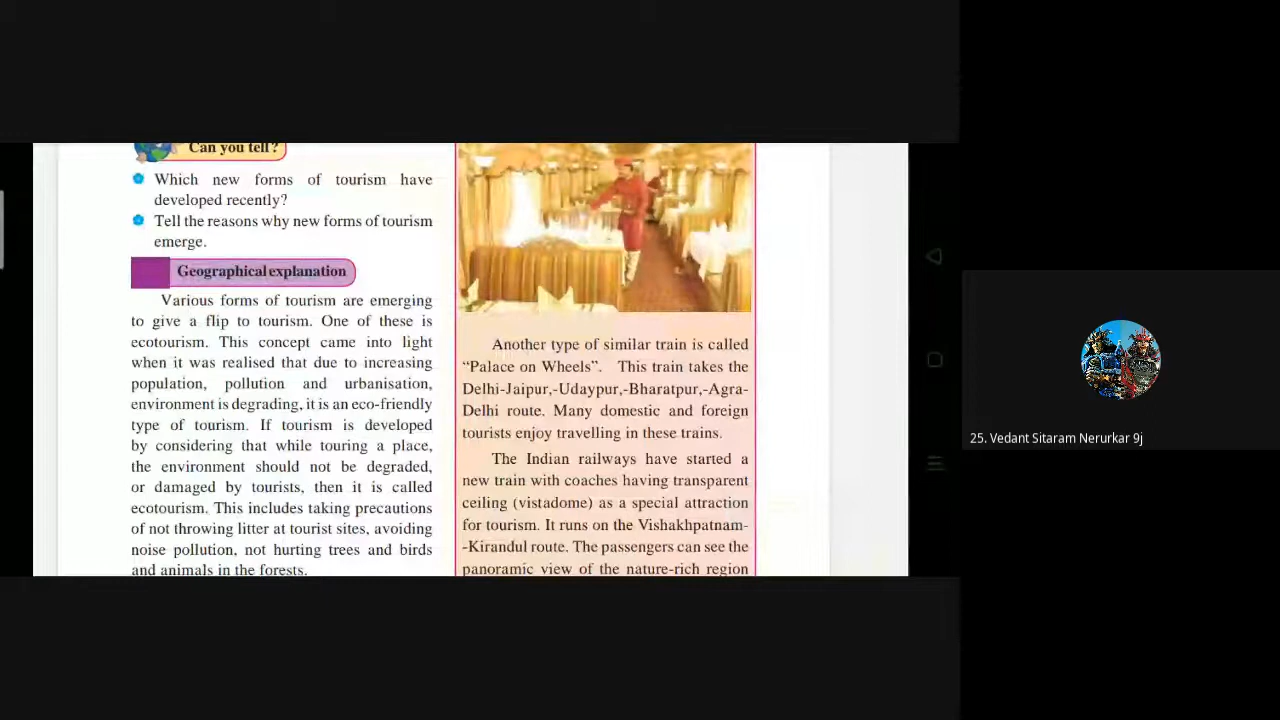 Can you tell?
Which new forms of tourism have
developed recently?
Tell the reasons why new forms of tourism
emerge.
Geographical explanation
Various forms of tourism are emerging
to give a flip to tourism. One of these is
ecotourism. This concept came into light
when it was realised that due to increasing
population, pollution and urbanisation,
environment is degrading, it is an eco-friendly
type of tourism. If tourism is developed
by considering that while touring a place,
the environment should not be degraded,
or damaged by tourists, then it is called
ecotourism. This includes taking precautions
of not throwing litter at tourist sites, avoiding
noise pollution, not hurting trees and birds
and animals in the forests.
Another type of similar train is called
“Palace on Wheels”. This train takes the
Delhi-Jaipur,-Udaypur,-Bharatpur,-Agra-
Delhi route. Many domestic and foreign
tourists enjoy travelling in these trains.
The Indian railways have started a
new train with coaches having transparent
ceiling (vistadome) as a special attraction
for tourism. It runs on the Vishakhpatnam-
-Kirandul route. The passengers can see the
panoramic view of the nature-rich region
25. Vedant Sitaram Nerurkar 9j